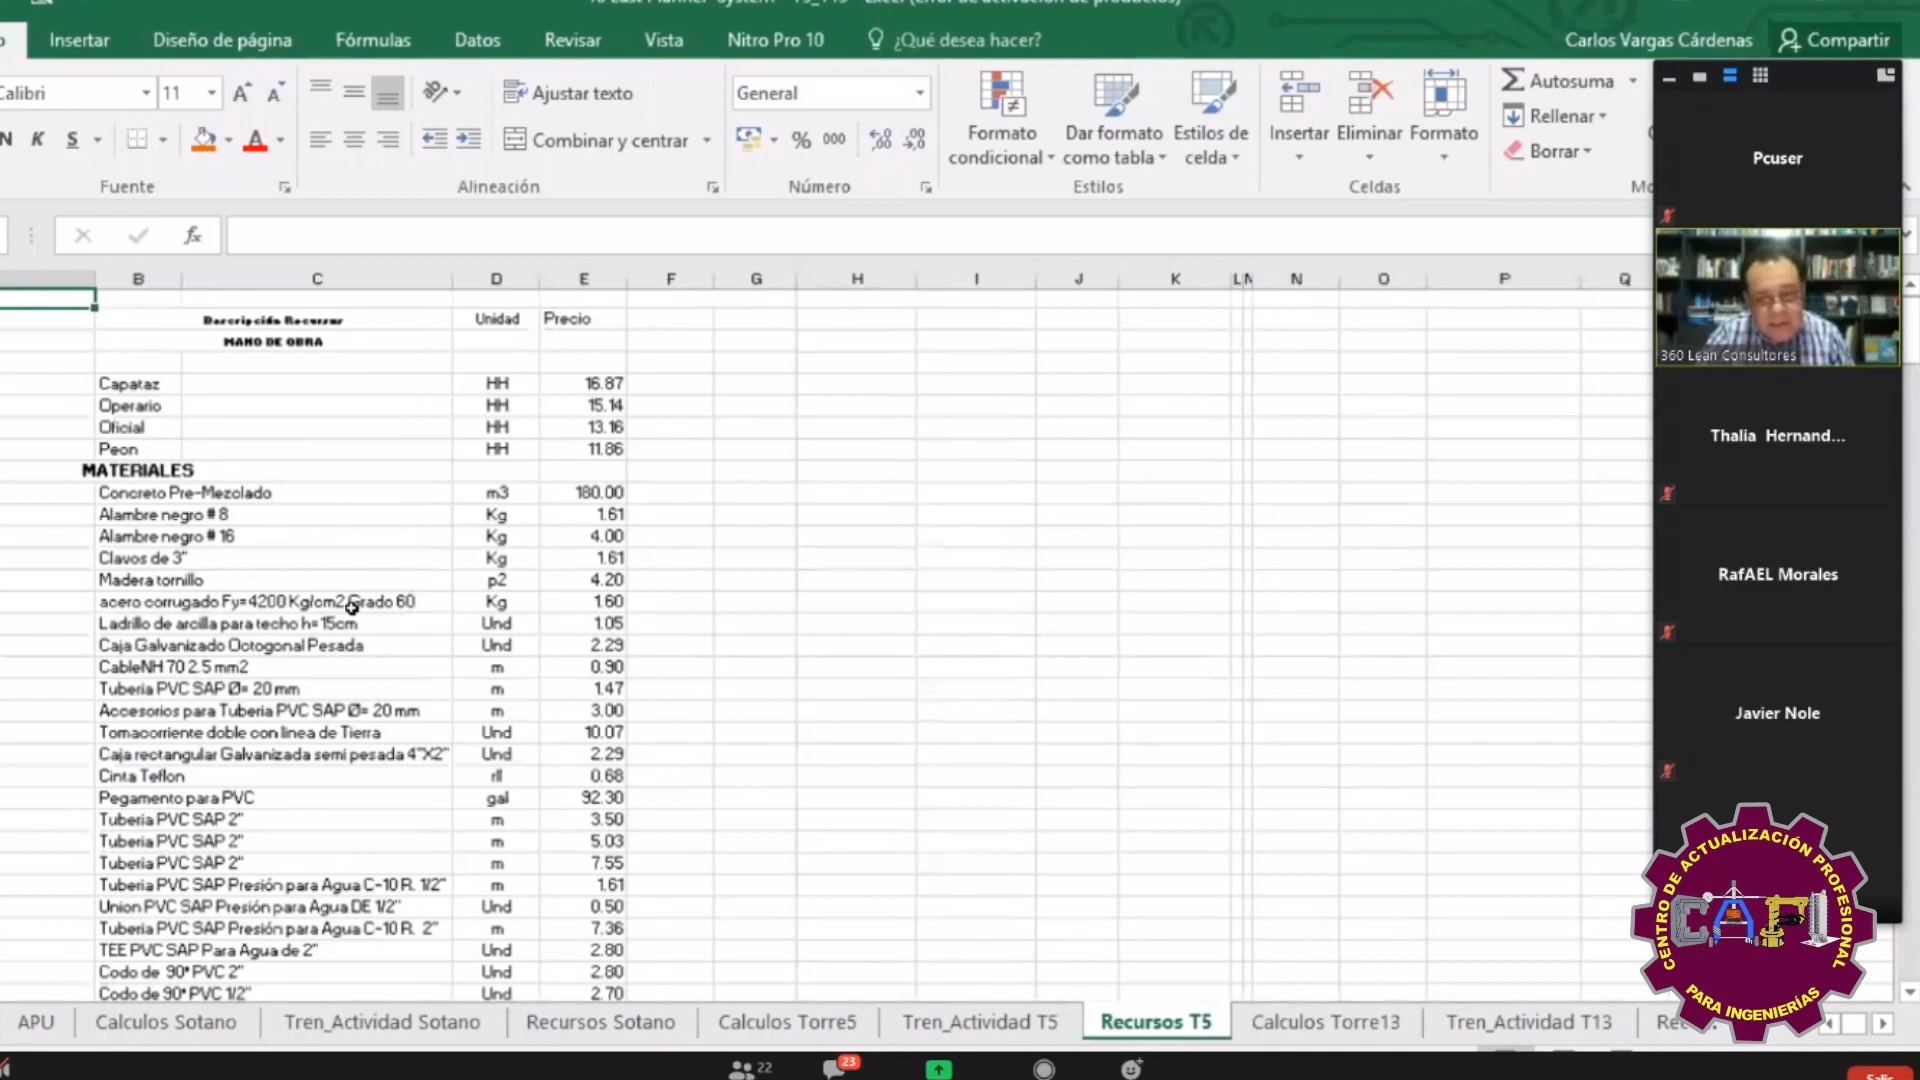 Insertar Diseño de página Fórmulas Datos Revisar Vista Nitro Pro 10 ¿Qué desea hacer? Carlos Vargas Cárdenas Compartir
Calibri 11 Ajustar texto General Autosuma
N K S Combinar y centrar % 000 Formato condicional Dar formato como tabla Estilos de celda Insertar Eliminar Formato Rellenar
Borrar
Fuente Alineación Número Estilos Celdas
fx
B C D E F G H I J K L N O P Q
Descripción Recursos Unidad Precio
MANO DE OBRA
Capataz HH 16.87
Operario HH 15.14
Oficial HH 13.16
Peon HH 11.86
MATERIALES
Concreto Pre-Mezclado m3 180.00
Alambre negro # 8 Kg 1.61
Alambre negro # 16 Kg 4.00
Clavos de 3" Kg 1.61
Madera tornillo p2 4.20
acero corrugado Fy=4200 Kg/cm2 Grado 60 Kg 1.60
Ladrillo de arcilla para techo h=15cm Und 1.05
Caja Galvanizado Octogonal Pesada Und 2.29
CableNH 70 2.5 mm2 m 0.90
Tuberia PVC SAP Ø= 20 mm m 1.47
Accesorios para Tuberia PVC SAP Ø= 20 mm m 3.00
Tomacorriente doble con linea de Tierra Und 10.07
Caja rectangular Galvanizada semi pesada 4"X2" Und 2.29
Cinta Teflon rll 0.68
Pegamento para PVC gal 92.30
Tuberia PVC SAP 2" m 3.50
Tuberia PVC SAP 2" m 5.03
Tuberia PVC SAP 2" m 7.55
Tuberia PVC SAP Presión para Agua C-10 R. 1/2" m 1.61
Union PVC SAP Presión para Agua DE 1/2" Und 0.50
Tuberia PVC SAP Presión para Agua C-10 R. 2" m 7.36
TEE PVC SAP Para Agua de 2" Und 2.80
Codo de 90° PVC 2" Und 2.80
Codo de 90° PVC 1/2" Und 2.70
APU Calculos Sotano Tren_Actividad Sotano Recursos Sotano Calculos Torre5 Tren_Actividad T5 Recursos T5 Calculos Torre13 Tren_Actividad T13
22 23
Salir
Pcuser
360 Lean Consultores
Thalia Hernand...
RafAEL Morales
Javier Nole
CENTRO DE ACTUALIZACIÓN PROFESIONAL
CAPI
PARA INGENIERÍAS